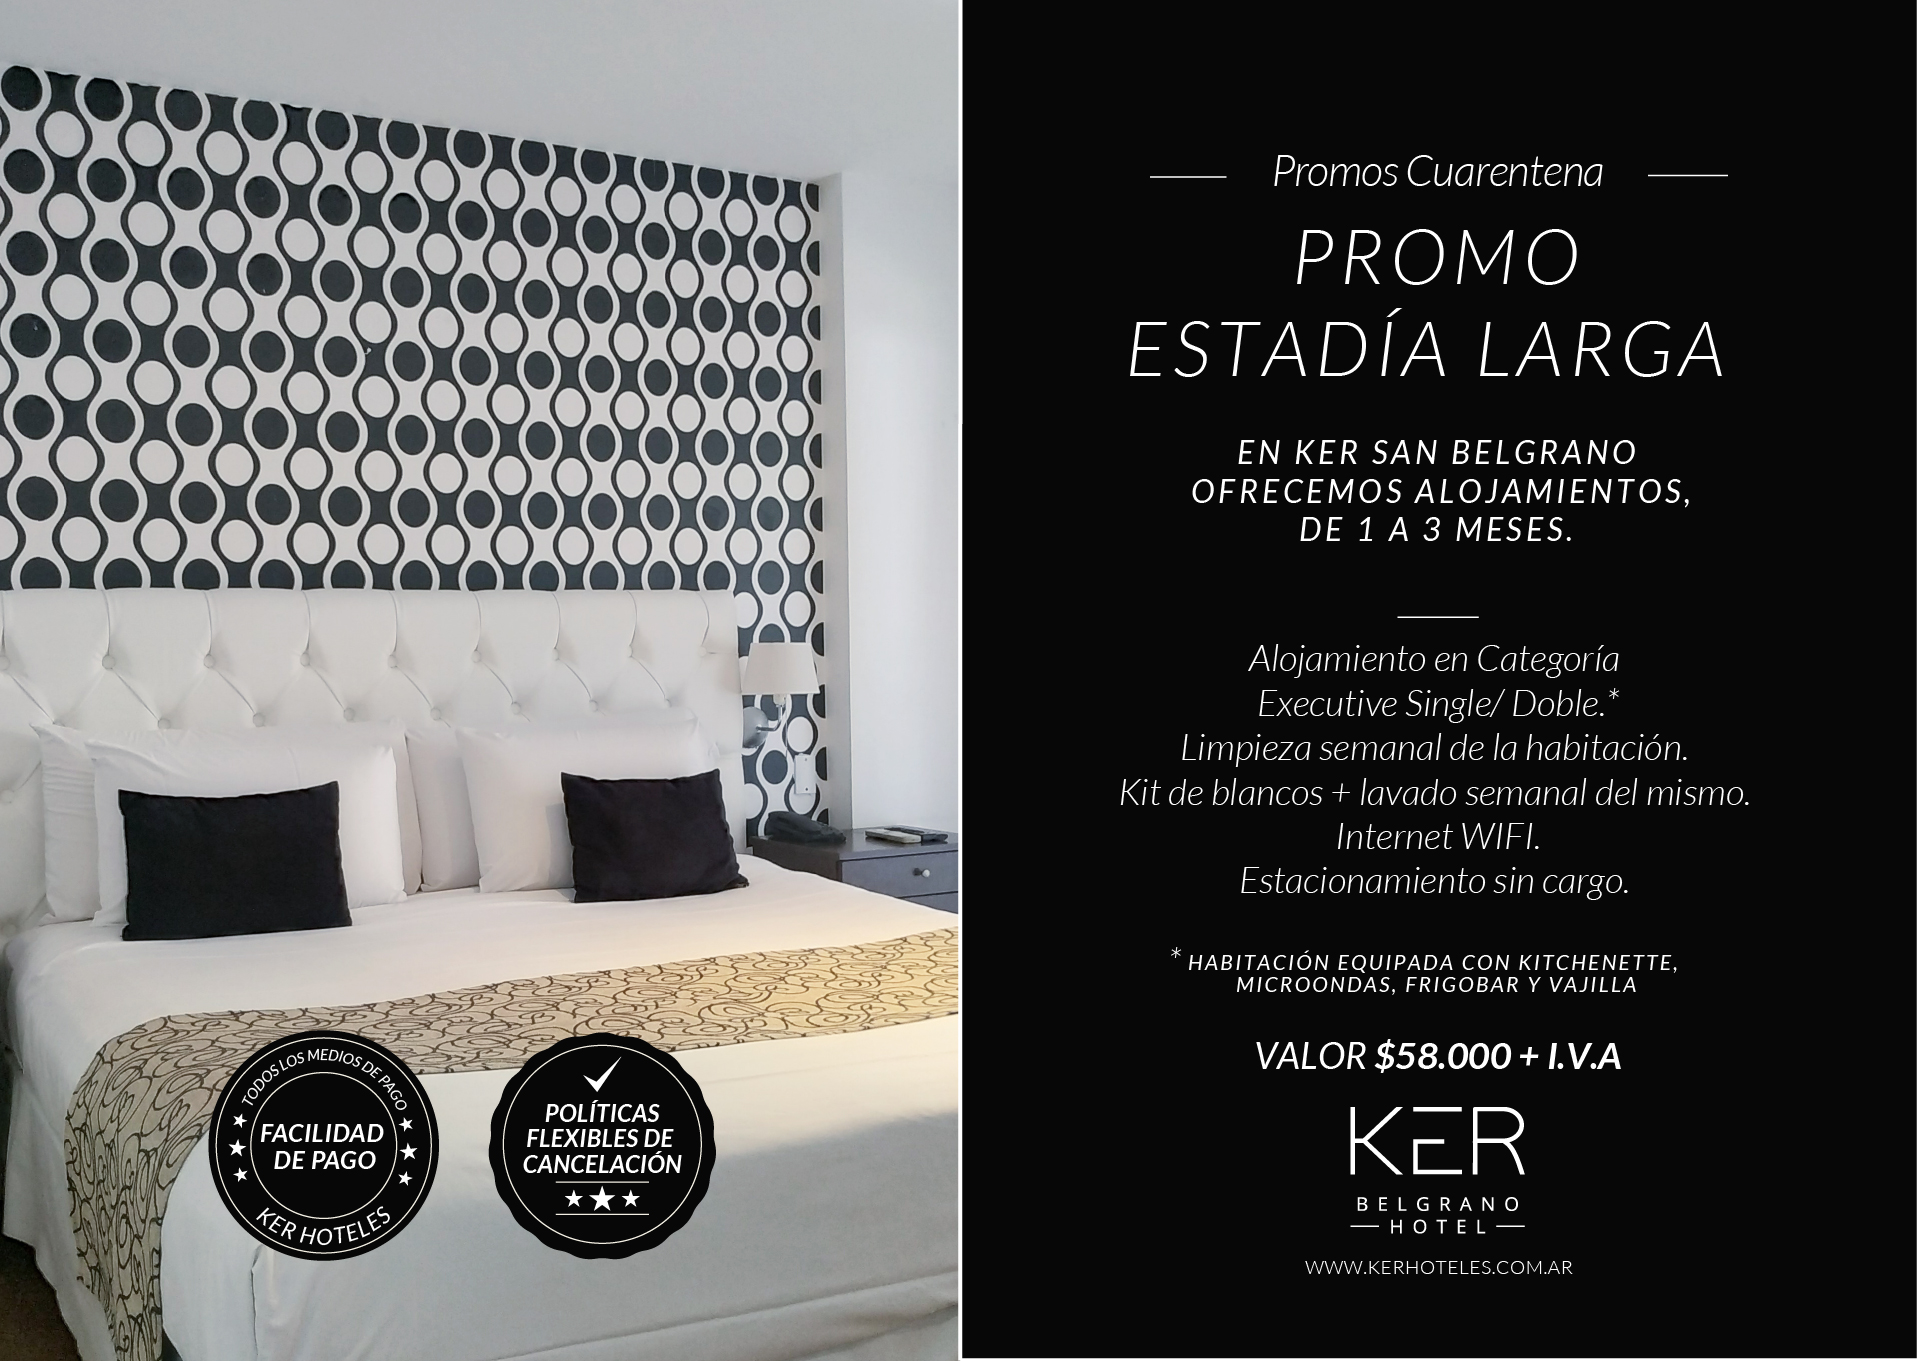 Promos Cuarentena
PROMO
ESTADÍA LARGA
EN KER SAN BELGRANO
OFRECEMOS ALOJAMIENTOS,
DE 1 A 3 MESES.
Alojamiento en Categoría
Executive Single/ Doble.*
Limpieza semanal de la habitación.
Kit de blancos + lavado semanal del mismo.
Internet WIFI.
Estacionamiento sin cargo.
* HABITACIÓN EQUIPADA CON KITCHENETTE,
MICROONDAS, FRIGOBAR Y VAJILLA
VALOR $58.000 + I.V.A
KER
BELGRANO
HOTEL
WWW.KERHOTELES.COM.AR
TODOS LOS MEDIOS DE PAGO
FACILIDAD
DE PAGO
KER HOTELES
POLÍTICAS
FLEXIBLES DE
CANCELACIÓN